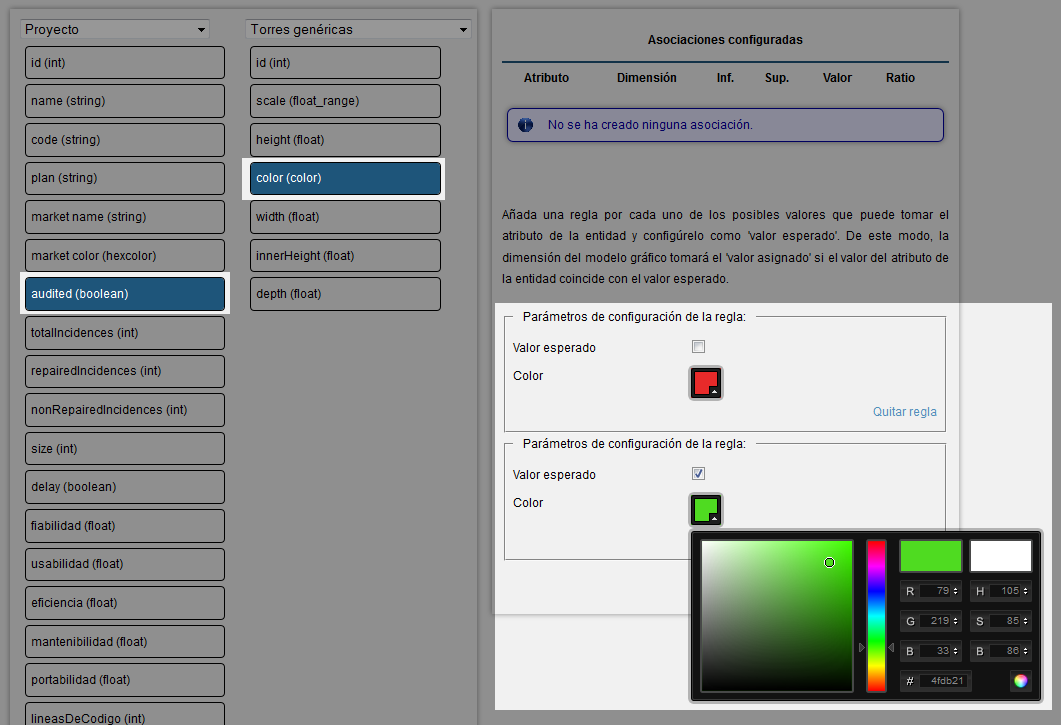 Proyecto
id (int)
name (string)
code (string)
plan (string)
market name (string)
market color (hexcolor)
audited (boolean)
totalIncidences (int)
repairedIncidences (int)
nonRepairedIncidences (int)
size (int)
delay (boolean)
fiabilidad (float)
usabilidad (float)
eficiencia (float)
mantenibilidad (float)
portabilidad (float)
lineasDeCodigo (int)
Torres genéricas
id (int)
scale (float_range)
height (float)
color (color)
width (float)
innerHeight (float)
depth (float)
Asociaciones configuradas
Atributo Dimensión Inf. Sup. Valor Ratio
No se ha creado ninguna asociación.
Añada una regla por cada uno de los posibles valores que puede tomar el
atributo de la entidad y configúrelo como 'valor esperado'. De este modo, la
dimensión del modelo gráfico tomará el 'valor asignado' si el valor del atributo de
la entidad coincide con el valor esperado.
Parámetros de configuración de la regla:
Valor esperado
Color
Quitar regla
Parámetros de configuración de la regla:
Valor esperado
Color
R 79 H 105
G 219 S 85
B 33 B 86
# 4fdb21